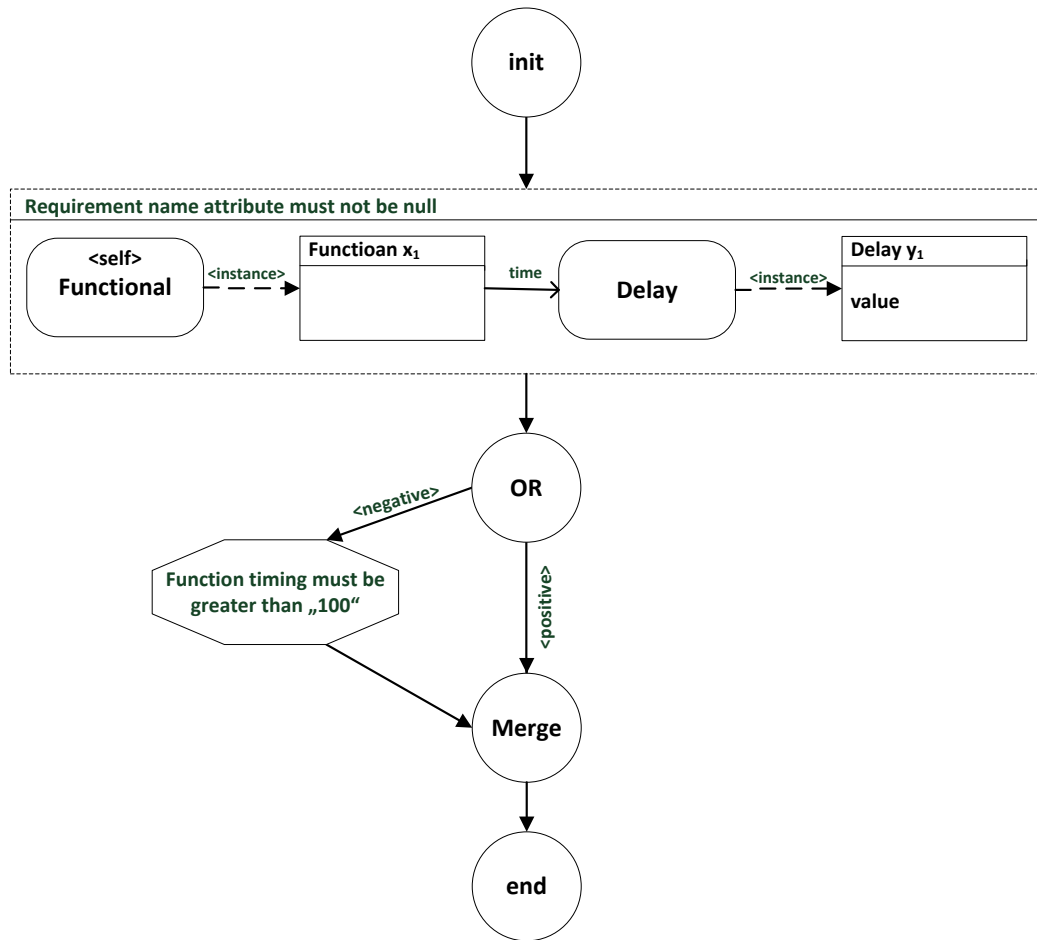 init
Requirement name attribute must not be null
<self>
Functional
<instance>
Functioan x₁
time
Delay
<instance>
Delay y₁
value
OR
<negative>
Function timing must be
greater than „100“
<positive>
Merge
end